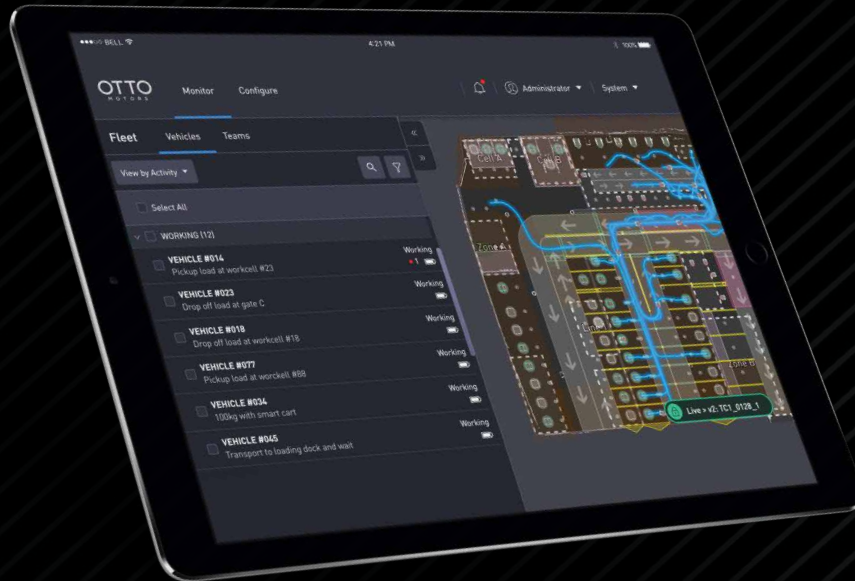 BELL
4:21 PM
100%
OTTO
MOTORS
Monitor
Configure
Administrator
System
Fleet
Vehicles
Teams
View by Activity
Select All
WORKING (12)
VEHICLE #014
Working
Pickup load at workcell #23
1
VEHICLE #023
Working
Drop off load at gate C
VEHICLE #018
Working
Drop off load at workcell #18
VEHICLE #077
Working
Pickup load at worckell #88
VEHICLE #034
Working
100kg with smart cart
VEHICLE #045
Working
Transport to loading dock and wait
Cell A
Cell B
Zone A
Zone B
Live > v2: TC1_0128_1